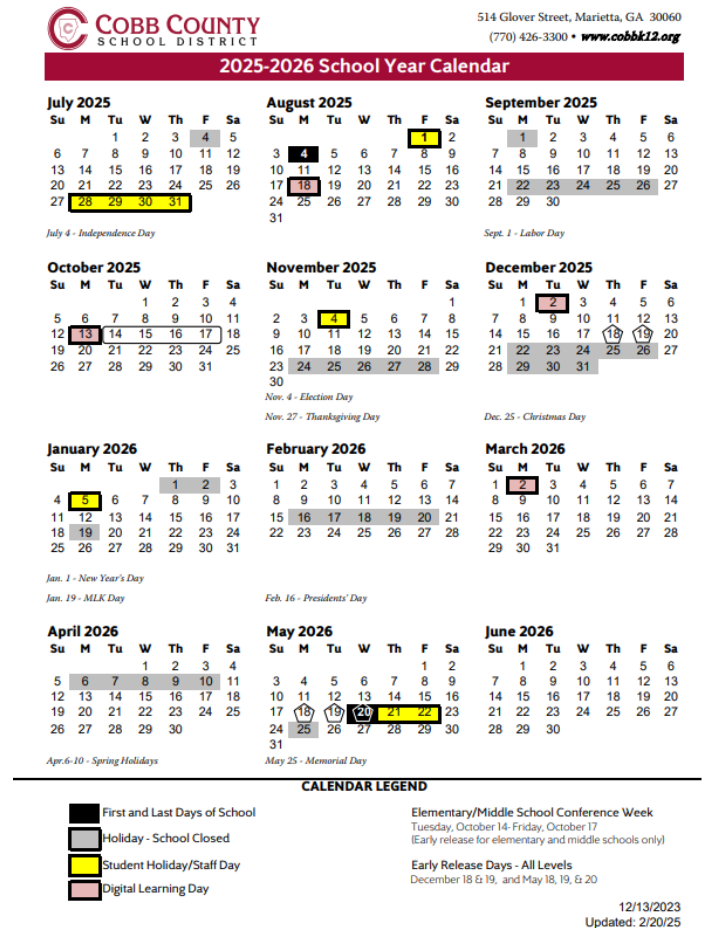 COBB COUNTY
SCHOOL DISTRICT
514 Glover Street, Marietta, GA 30060
(770) 426-3300 • www.cobbk12.org
2025-2026 School Year Calendar
July 2025
Su M Tu W Th F Sa
1 2 3 4 5
6 7 8 9 10 11 12
13 14 15 16 17 18 19
20 21 22 23 24 25 26
27 28 29 30 31
July 4 - Independence Day
August 2025
Su M Tu W Th F Sa
1 2
3 4 5 6 7 8 9
10 11 12 13 14 15 16
17 18 19 20 21 22 23
24 25 26 27 28 29 30
31
September 2025
Su M Tu W Th F Sa
1 2 3 4 5 6
7 8 9 10 11 12 13
14 15 16 17 18 19 20
21 22 23 24 25 26 27
28 29 30
Sept. 1 - Labor Day
October 2025
Su M Tu W Th F Sa
1 2 3 4
5 6 7 8 9 10 11
12 13 14 15 16 17 18
19 20 21 22 23 24 25
26 27 28 29 30 31
November 2025
Su M Tu W Th F Sa
1
2 3 4 5 6 7 8
9 10 11 12 13 14 15
16 17 18 19 20 21 22
23 24 25 26 27 28 29
30
Nov. 4 - Election Day
Nov. 27 - Thanksgiving Day
December 2025
Su M Tu W Th F Sa
1 2 3 4 5 6
7 8 9 10 11 12 13
14 15 16 17 18 19 20
21 22 23 24 25 26 27
28 29 30 31
Dec. 25 - Christmas Day
January 2026
Su M Tu W Th F Sa
1 2 3
4 5 6 7 8 9 10
11 12 13 14 15 16 17
18 19 20 21 22 23 24
25 26 27 28 29 30 31
Jan. 1 - New Year's Day
Jan. 19 - MLK Day
February 2026
Su M Tu W Th F Sa
1 2 3 4 5 6 7
8 9 10 11 12 13 14
15 16 17 18 19 20 21
22 23 24 25 26 27 28
Feb. 16 - Presidents' Day
March 2026
Su M Tu W Th F Sa
1 2 3 4 5 6 7
8 9 10 11 12 13 14
15 16 17 18 19 20 21
22 23 24 25 26 27 28
29 30 31
April 2026
Su M Tu W Th F Sa
1 2 3 4
5 6 7 8 9 10 11
12 13 14 15 16 17 18
19 20 21 22 23 24 25
26 27 28 29 30
Apr.6-10 - Spring Holidays
May 2026
Su M Tu W Th F Sa
1 2
3 4 5 6 7 8 9
10 11 12 13 14 15 16
17 18 19 20 21 22 23
24 25 26 27 28 29 30
31
May 25 - Memorial Day
June 2026
Su M Tu W Th F Sa
1 2 3 4 5 6
7 8 9 10 11 12 13
14 15 16 17 18 19 20
21 22 23 24 25 26 27
28 29 30
CALENDAR LEGEND
First and Last Days of School
Holiday - School Closed
Student Holiday/Staff Day
Digital Learning Day
Elementary/Middle School Conference Week
Tuesday, October 14-Friday, October 17
(Early release for elementary and middle schools only)
Early Release Days - All Levels
December 18 & 19, and May 18, 19, & 20
12/13/2023
Updated: 2/20/25